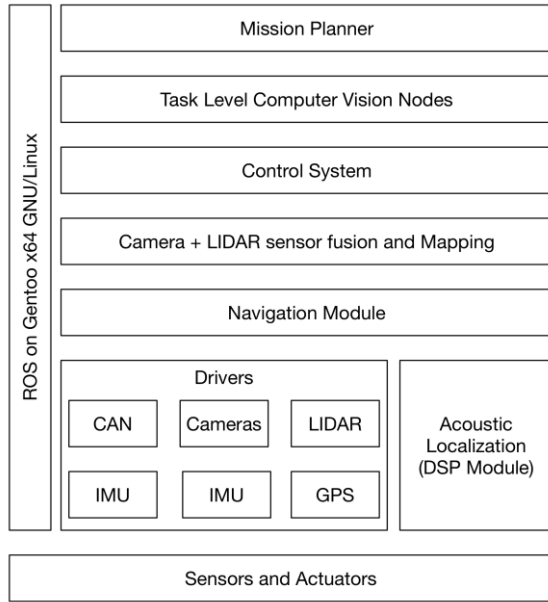 ROS on Gentoo x64 GNU/Linux
Mission Planner
Task Level Computer Vision Nodes
Control System
Camera + LIDAR sensor fusion and Mapping
Navigation Module
Drivers
CAN
Cameras
LIDAR
IMU
IMU
GPS
Acoustic
Localization
(DSP Module)
Sensors and Actuators